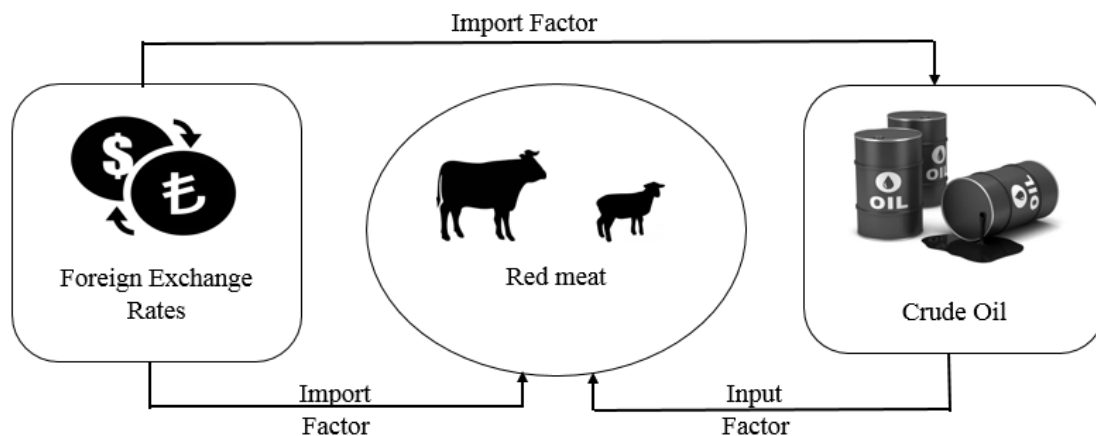 Import Factor
$
₺
Foreign Exchange
Rates
Red meat
OIL
OIL
OIL
Crude Oil
Import
Factor
Input
Factor